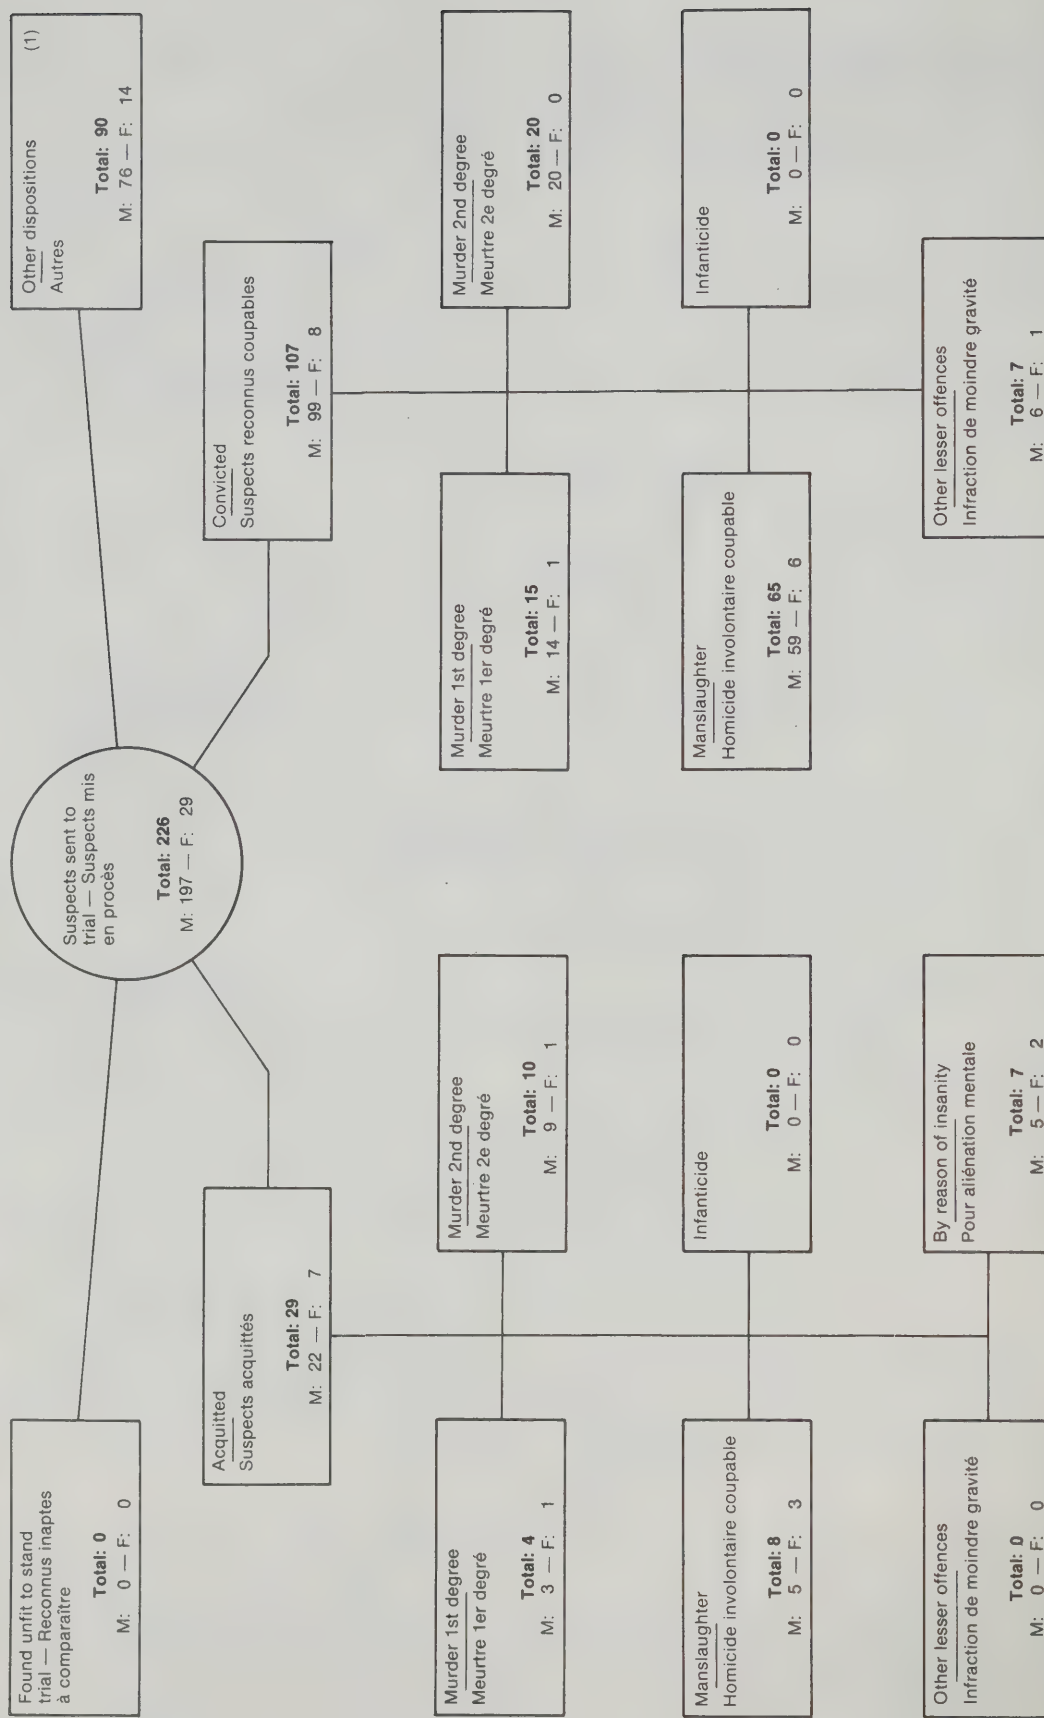 Suspects sent to
trial — Suspects mis
en procès
Total: 226
M: 197 — F: 29
Found unfit to stand
trial — Reconnus inaptes
à comparaître
Total: 0
M: 0 — F: 0
Other dispositions (1)
Autres
Total: 90
M: 76 — F: 14
Acquitted
Suspects acquittés
Total: 29
M: 22 — F: 7
Convicted
Suspects reconnus coupables
Total: 107
M: 99 — F: 8
Murder 1st degree
Meurtre 1er degré
Total: 4
M: 3 — F: 1
Murder 2nd degree
Meurtre 2e degré
Total: 10
M: 9 — F: 1
Murder 1st degree
Meurtre 1er degré
Total: 15
M: 14 — F: 1
Murder 2nd degree
Meurtre 2e degré
Total: 20
M: 20 — F: 0
Manslaughter
Homicide involontaire coupable
Total: 8
M: 5 — F: 3
Infanticide
Total: 0
M: 0 — F: 0
Manslaughter
Homicide involontaire coupable
Total: 65
M: 59 — F: 6
Infanticide
Total: 0
M: 0 — F: 0
Other lesser offences
Infraction de moindre gravité
Total: 0
M: 0 — F: 0
By reason of insanity
Pour aliénation mentale
Total: 7
M: 5 — F: 2
Other lesser offences
Infraction de moindre gravité
Total: 7
M: 6 — F: 1